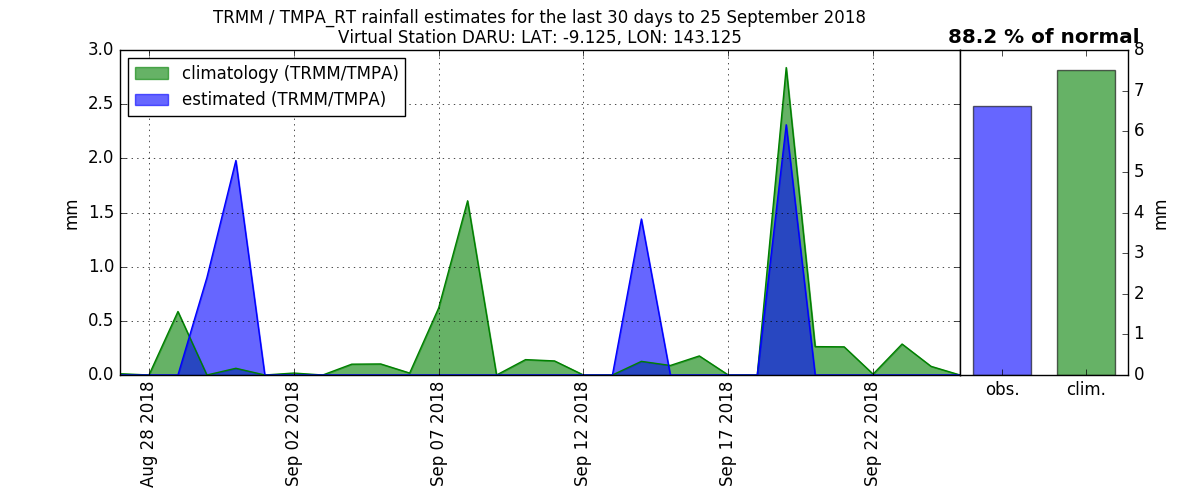 TRMM / TMPA_RT rainfall estimates for the last 30 days to 25 September 2018
Virtual Station DARU: LAT: -9.125, LON: 143.125
88.2 % of normal
climatology (TRMM/TMPA)
estimated (TRMM/TMPA)
3.0
2.5
2.0
1.5
1.0
0.5
0.0
mm
Aug 28 2018
Sep 02 2018
Sep 07 2018
Sep 12 2018
Sep 17 2018
Sep 22 2018
8
7
6
5
4
3
2
1
0
mm
obs.
clim.